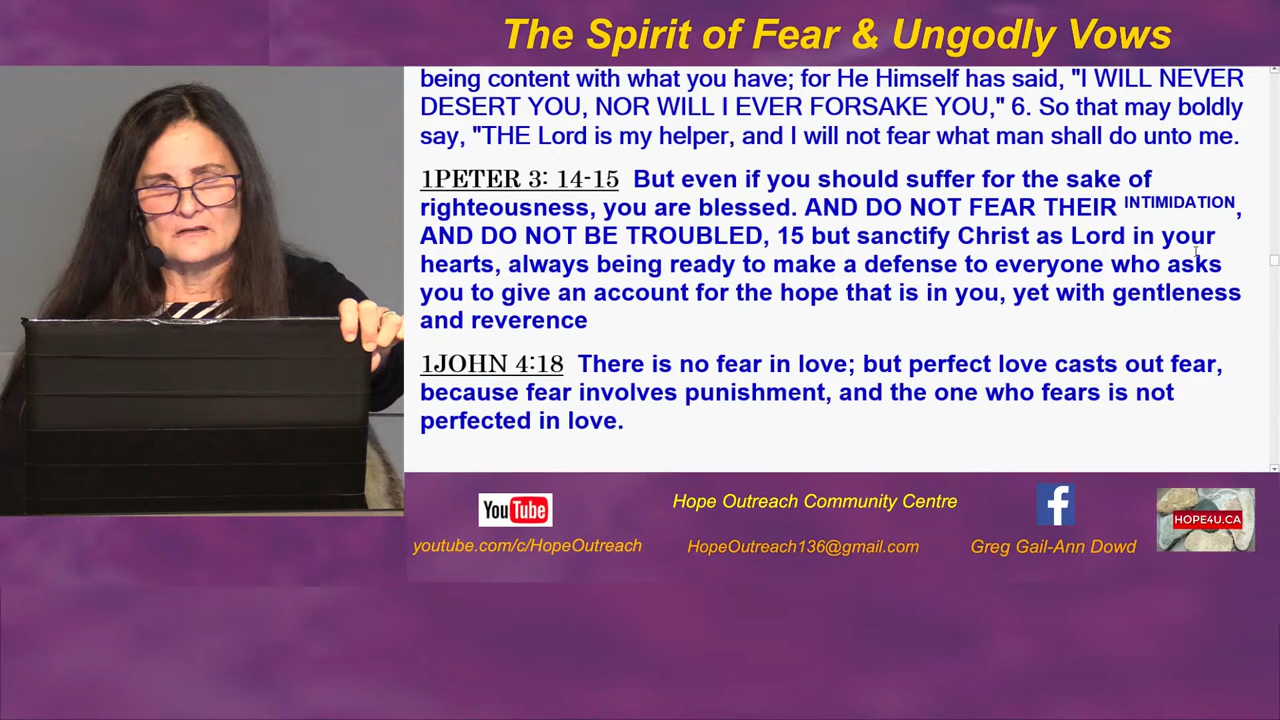 The Spirit of Fear & Ungodly Vows
being content with what you have; for He Himself has said, "I WILL NEVER
DESERT YOU, NOR WILL I EVER FORSAKE YOU," 6. So that may boldly
say, "THE Lord is my helper, and I will not fear what man shall do unto me.
1PETER 3: 14-15 But even if you should suffer for the sake of
righteousness, you are blessed. AND DO NOT FEAR THEIR INTIMIDATION,
AND DO NOT BE TROUBLED, 15 but sanctify Christ as Lord in your
hearts, always being ready to make a defense to everyone who asks
you to give an account for the hope that is in you, yet with gentleness
and reverence
1JOHN 4:18 There is no fear in love; but perfect love casts out fear,
because fear involves punishment, and the one who fears is not
perfected in love.
YouTube
youtube.com/c/HopeOutreach
Hope Outreach Community Centre
HopeOutreach136@gmail.com
f
Greg Gail-Ann Dowd
HOPE4U.CA